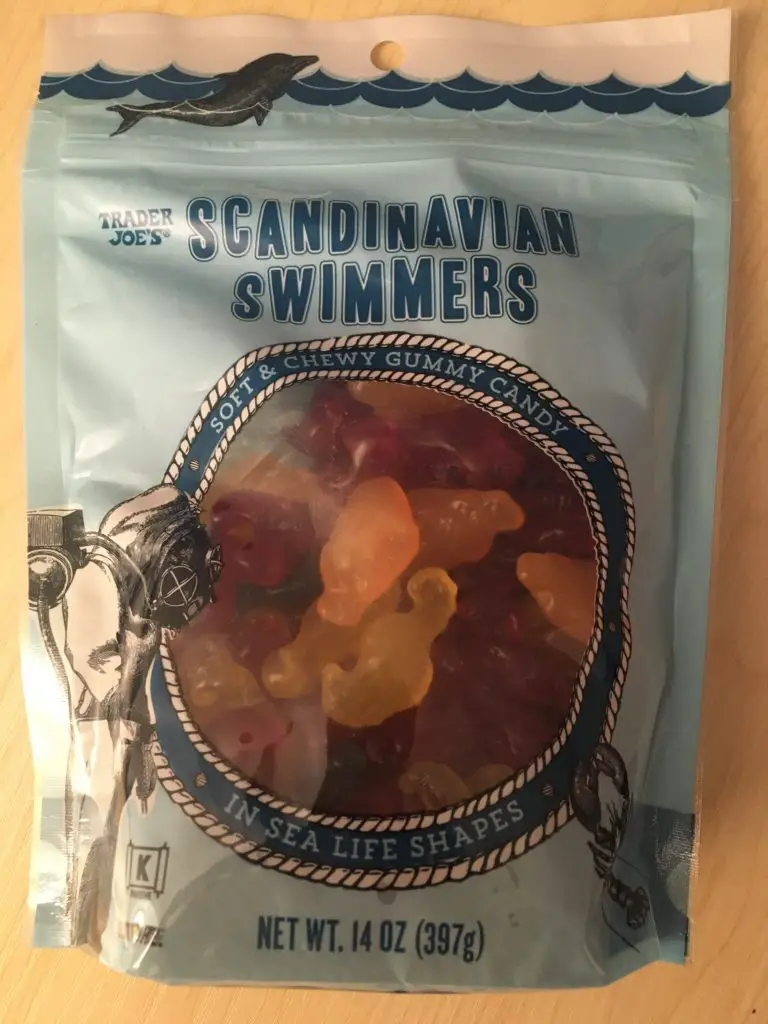 TRADER
JOE'S®
SCANDINAVIAN
SWIMMERS
SOFT & CHEWY GUMMY CANDY
IN SEA LIFE SHAPES
K
NET WT. 14 OZ (397g)